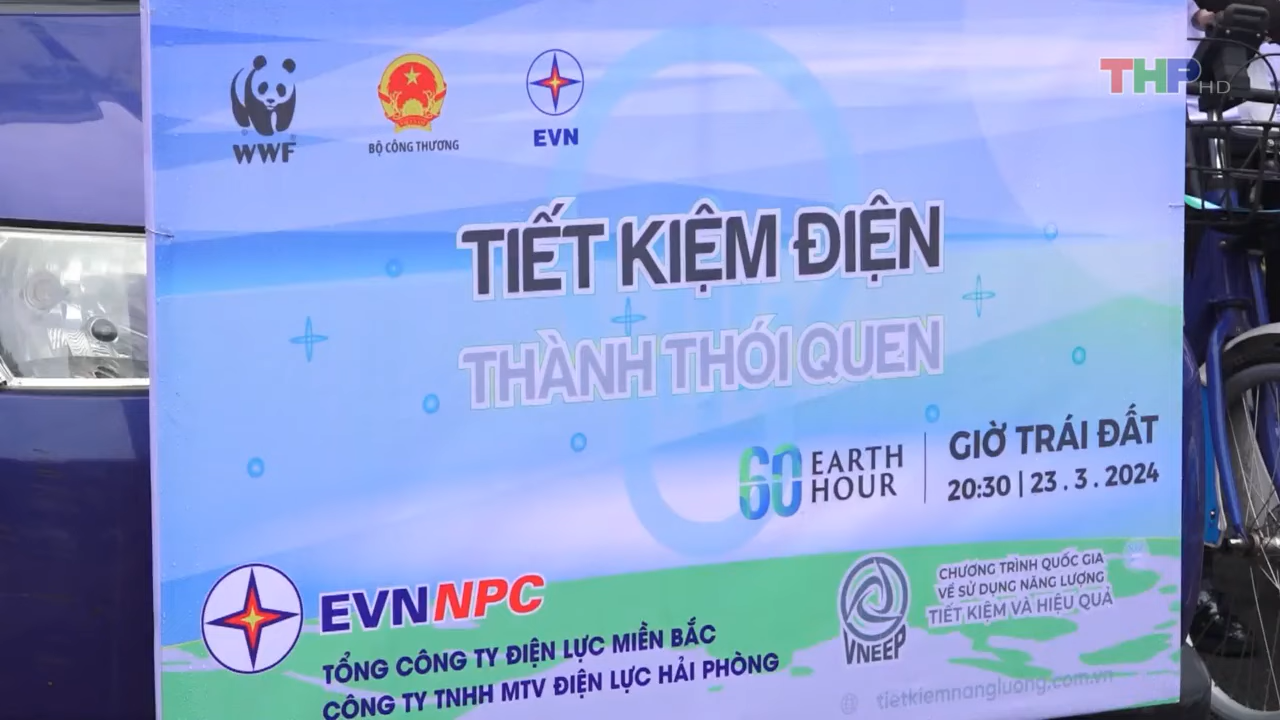 THP HD
WWF
BỘ CÔNG THƯƠNG
EVN
TIẾT KIỆM ĐIỆN
THÀNH THÓI QUEN
60 EARTH HOUR
GIỜ TRÁI ĐẤT
20:30 | 23 . 3 . 2024
EVNNPC
TỔNG CÔNG TY ĐIỆN LỰC MIỀN BẮC
CÔNG TY TNHH MTV ĐIỆN LỰC HẢI PHÒNG
VNEEP
CHƯƠNG TRÌNH QUỐC GIA
VỀ SỬ DỤNG NĂNG LƯỢNG
TIẾT KIỆM VÀ HIỆU QUẢ
tietkiemnangluong.com.vn